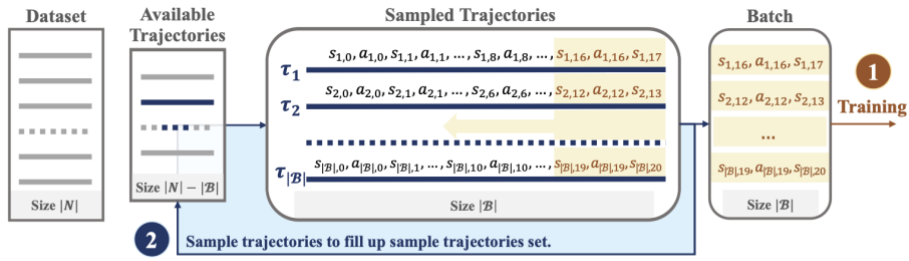 Dataset
Size |N|
Available
Trajectories
Size |N| − |ℬ|
Sampled Trajectories
τ₁
s₁,₀, a₁,₀, s₁,₁, a₁,₁, …, s₁,₈, a₁,₈, …, s₁,₁₆, a₁,₁₆, s₁,₁₇
τ₂
s₂,₀, a₂,₀, s₂,₁, a₂,₁, …, s₂,₆, a₂,₆, …, s₂,₁₂, a₂,₁₂, s₂,₁₃
τ|ℬ|
s|ℬ|,₀, a|ℬ|,₀, s|ℬ|,₁, …, s|ℬ|,₁₀, a|ℬ|,₁₀, …, s|ℬ|,₁₉, a|ℬ|,₁₉, s|ℬ|,₂₀
Size |ℬ|
Batch
s₁,₁₆, a₁,₁₆, s₁,₁₇
s₂,₁₂, a₂,₁₂, s₂,₁₃
…
s|ℬ|,₁₉, a|ℬ|,₁₉, s|ℬ|,₂₀
Size |ℬ|
1
Training
2
Sample trajectories to fill up sample trajectories set.